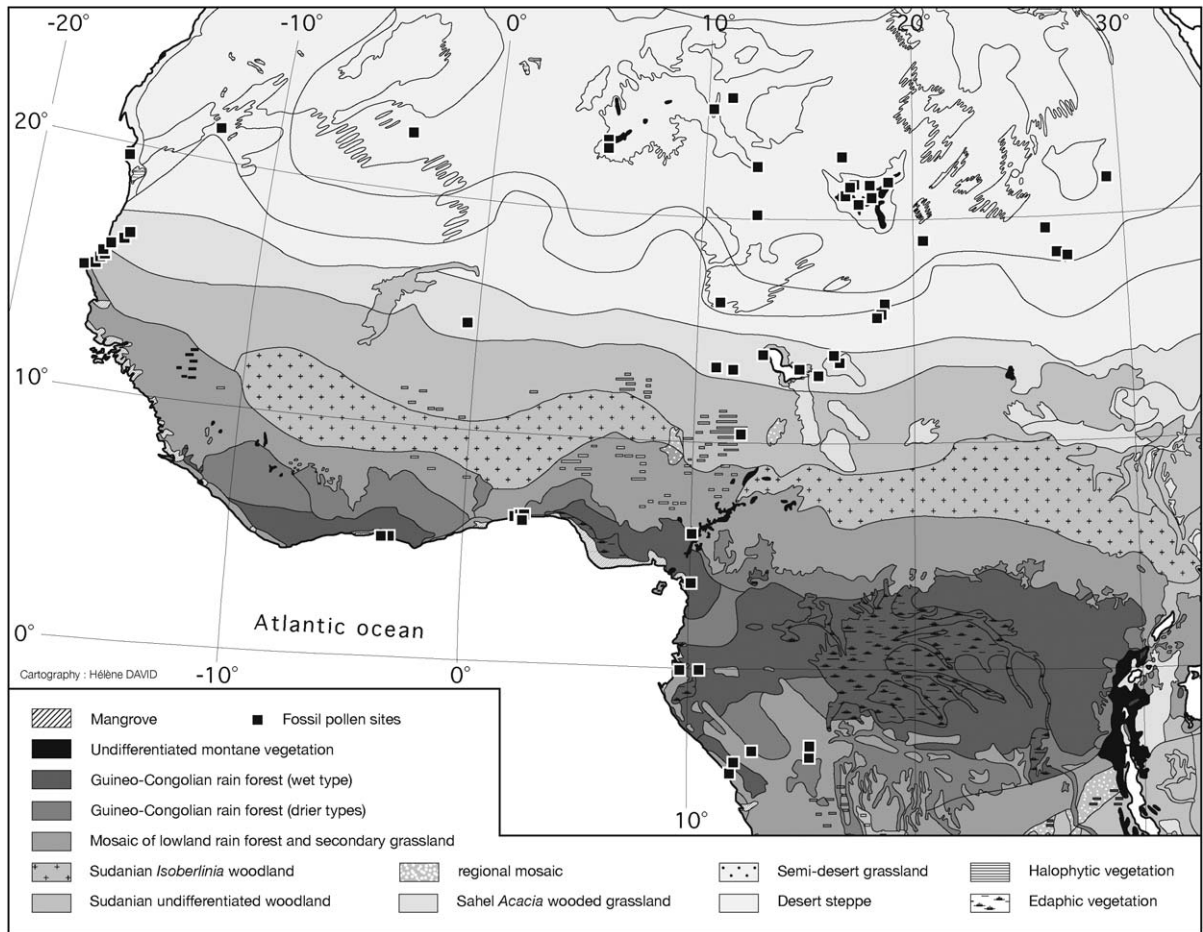 -20° -10° 0° 10° 20° 30°
20°
10°
0°
Atlantic ocean
Cartography : Hélène DAVID
-10° 0°
10°
Mangrove
Fossil pollen sites
Undifferentiated montane vegetation
Guineo-Congolian rain forest (wet type)
Guineo-Congolian rain forest (drier types)
Mosaic of lowland rain forest and secondary grassland
Sudanian Isoberlinia woodland
regional mosaic
Semi-desert grassland
Halophytic vegetation
Sudanian undifferentiated woodland
Sahel Acacia wooded grassland
Desert steppe
Edaphic vegetation